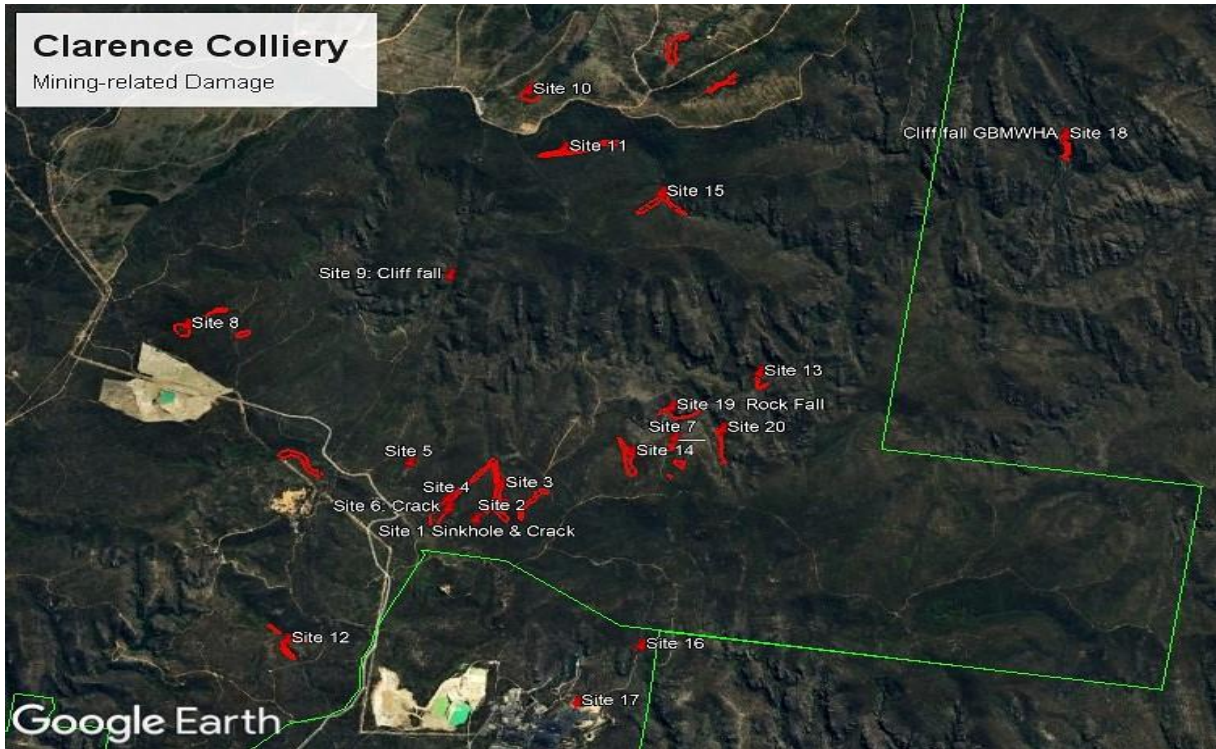 Clarence Colliery
Mining-related Damage
Site 10
Cliff fall GBMWHA Site 18
Site 11
Site 15
Site 9: Cliff fall
Site 8
Site 13
Site 19 Rock Fall
Site 7 Site 20
Site 14
Site 5
Site 4 Site 3
Site 6: Crack Site 2
Site 1 Sinkhole & Crack
Site 12
Site 16
Site 17
Google Earth